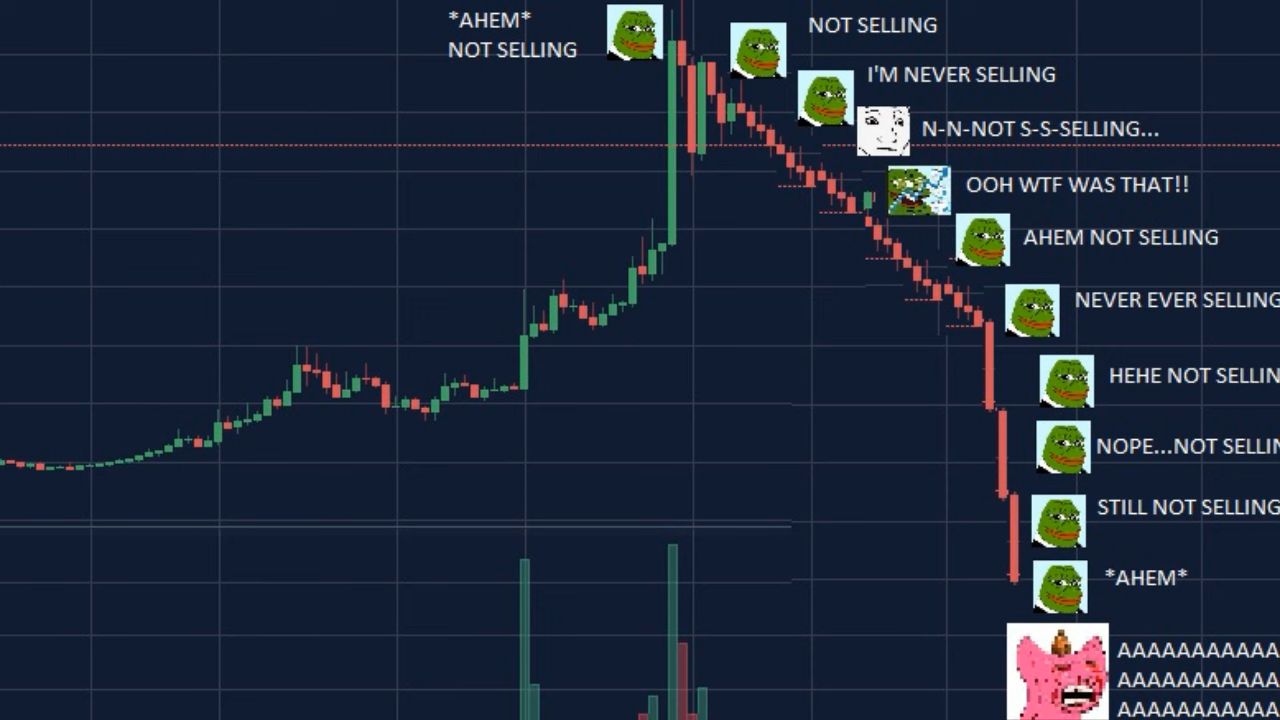 *AHEM*
NOT SELLING
NOT SELLING
I'M NEVER SELLING
N-N-NOT S-S-SELLING...
OOH WTF WAS THAT!!
AHEM NOT SELLING
NEVER EVER SELLING
HEHE NOT SELLIN
NOPE...NOT SELLIN
STILL NOT SELLING
*AHEM*
AAAAAAAAAAA
AAAAAAAAAAA
AAAAAAAAAAA